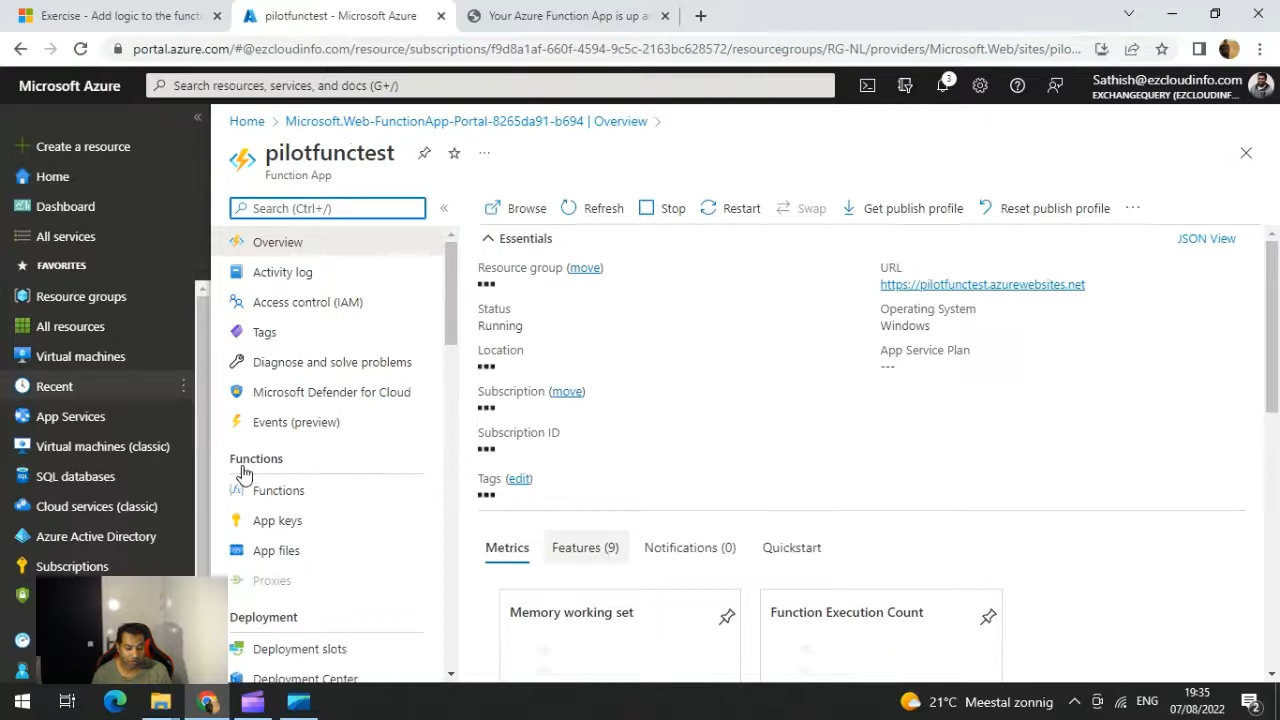 Exercise - Add logic to the funct
pilotfunctest - Microsoft Azure
Your Azure Function App is up a
portal.azure.com/#@ezcloudinfo.com/resource/subscriptions/f9d8a1af-660f-4594-9c5c-2163bc628572/resourcegroups/RG-NL/providers/Microsoft.Web/sites/pilo...
Microsoft Azure
Search resources, services, and docs (G+/)
3
Sathish@ezcloudinfo.com
EXCHANGEQUERY (EZCLOUDINF...
Create a resource
Home
Dashboard
All services
FAVORITES
Resource groups
All resources
Virtual machines
Recent
App Services
Virtual machines (classic)
SQL databases
Cloud services (classic)
Azure Active Directory
Subscriptions
Home > Microsoft.Web-FunctionApp-Portal-8265da91-b694 | Overview >
pilotfunctest
Function App
Search (Ctrl+/)
Overview
Activity log
Access control (IAM)
Tags
Diagnose and solve problems
Microsoft Defender for Cloud
Events (preview)
Functions
Functions
App keys
App files
Proxies
Deployment
Deployment slots
Deployment Center
Browse Refresh Stop Restart Swap Get publish profile Reset publish profile
Essentials
JSON View
Resource group (move)
Status
Running
Location
Subscription (move)
Subscription ID
Tags (edit)
URL
https://pilotfunctest.azurewebsites.net
Operating System
Windows
App Service Plan
---
Metrics Features (9) Notifications (0) Quickstart
Memory working set
Function Execution Count
21°C Meestal zonnig
ENG
19:35
07/08/2022
2